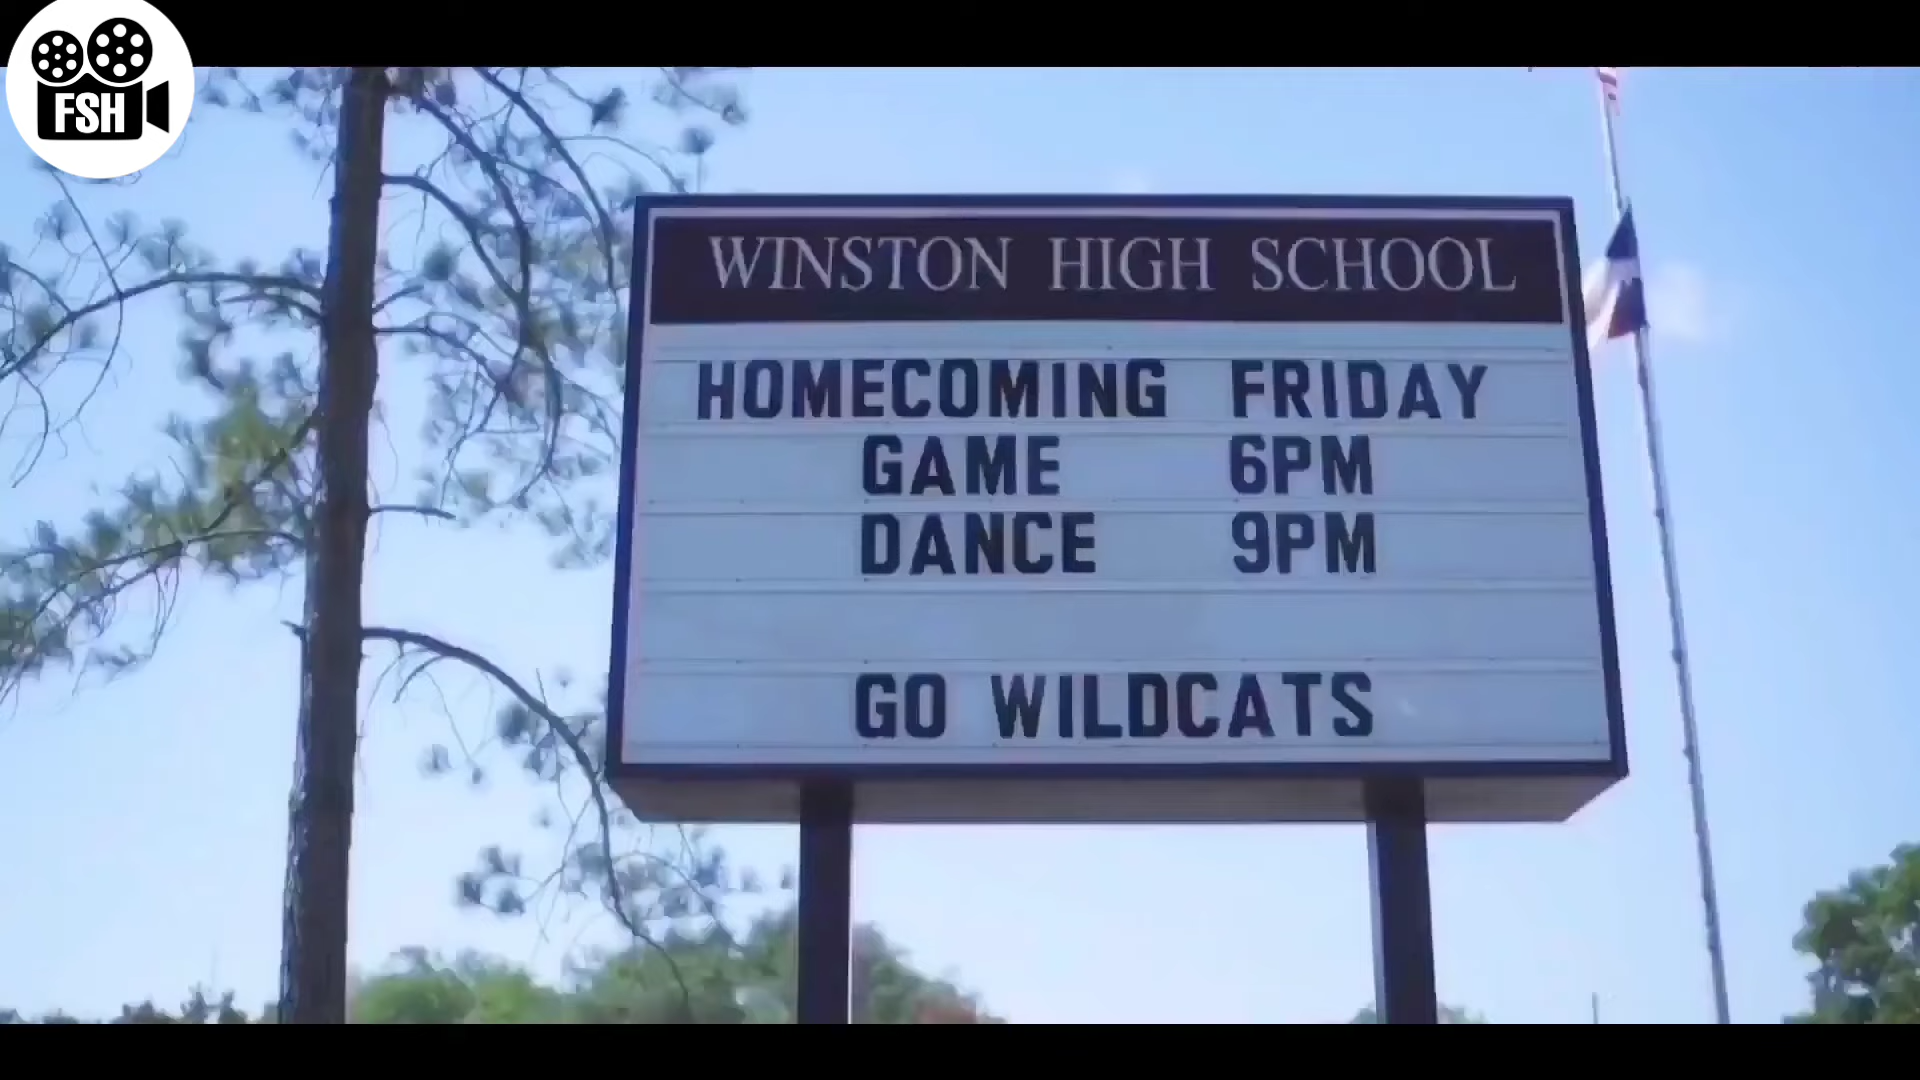 FSH
WINSTON HIGH SCHOOL
HOMECOMING FRIDAY
GAME 6PM
DANCE 9PM
GO WILDCATS